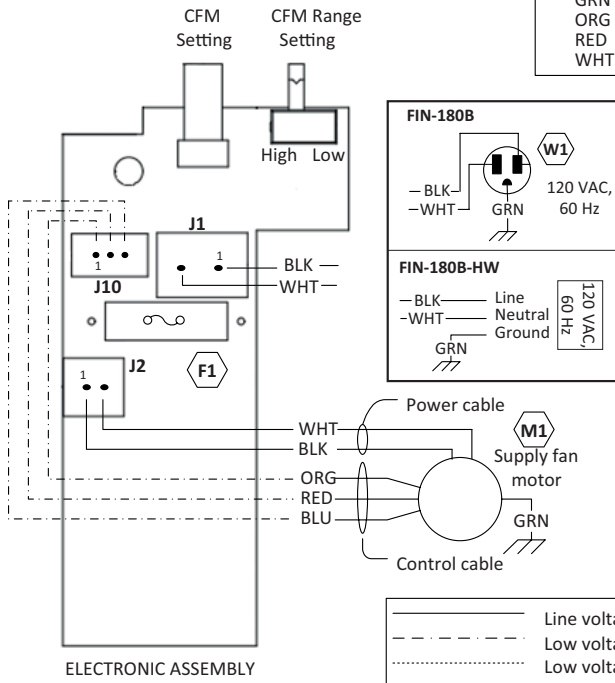 CFM
Setting
CFM Range
Setting
GRN
ORG
RED
WHT
High Low
FIN-180B
W1
BLK
WHT
GRN
120 VAC,
60 Hz
J1
1
BLK
WHT
1
J10
FIN-180B-HW
BLK Line
WHT Neutral
Ground
GRN
120 VAC,
60 Hz
F1
J2
1
Power cable
WHT
BLK
M1
Supply fan
motor
ORG
RED
BLU
GRN
Control cable
Line
Low
Low
ELECTRONIC ASSEMBLY